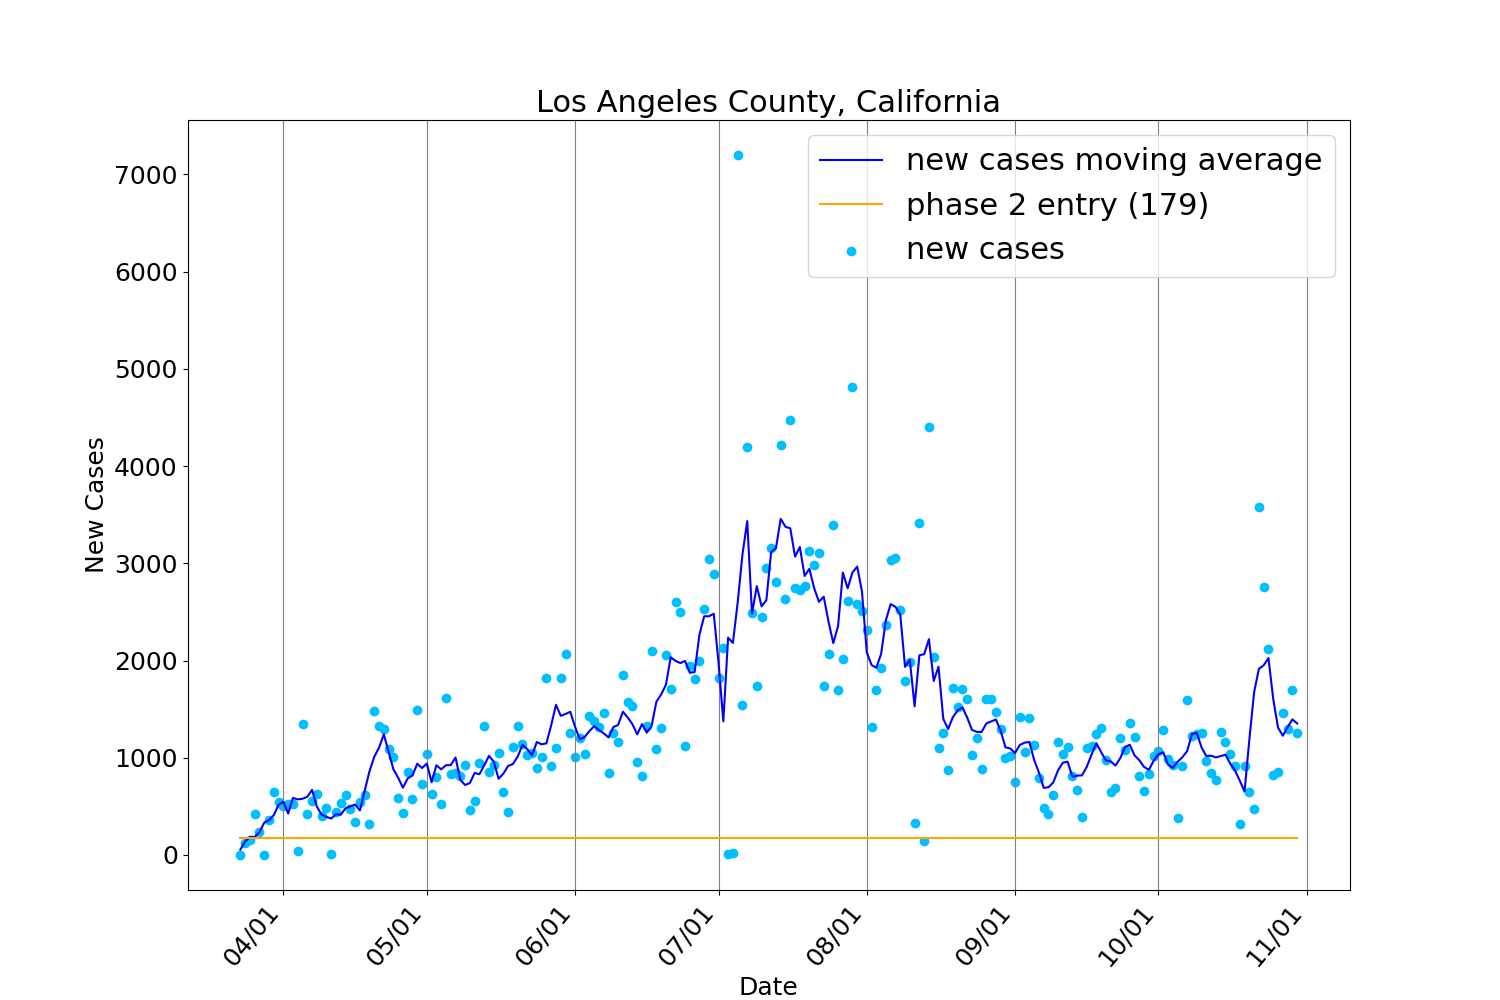 Los Angeles County, California
new cases moving average
phase 2 entry (179)
new cases
7000
6000
5000
4000
3000
2000
1000
0
New Cases
04/01
05/01
06/01
07/01
08/01
09/01
10/01
11/01
Date